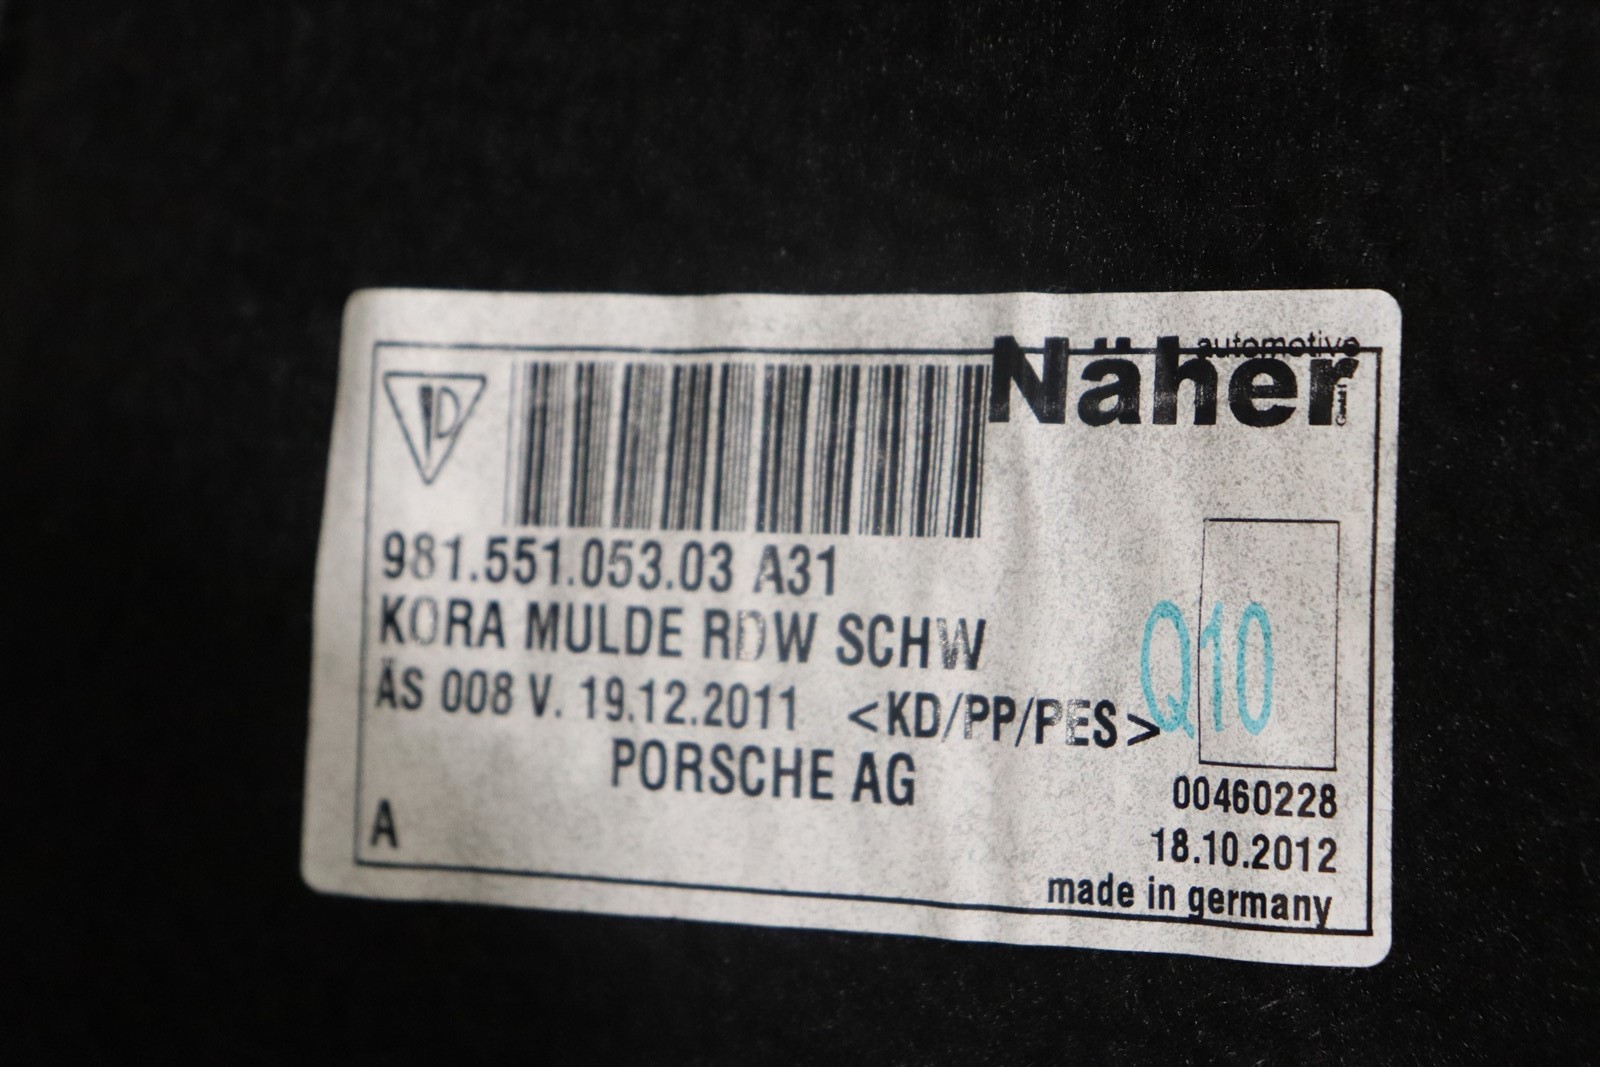 automotive
Näher
GmbH
981.551.053.03 A31
KORA MULDE RDW SCHW
ÄS 008 V. 19.12.2011 <KD/PP/PES>
Q10
PORSCHE AG
00460228
A
18.10.2012
made in germany